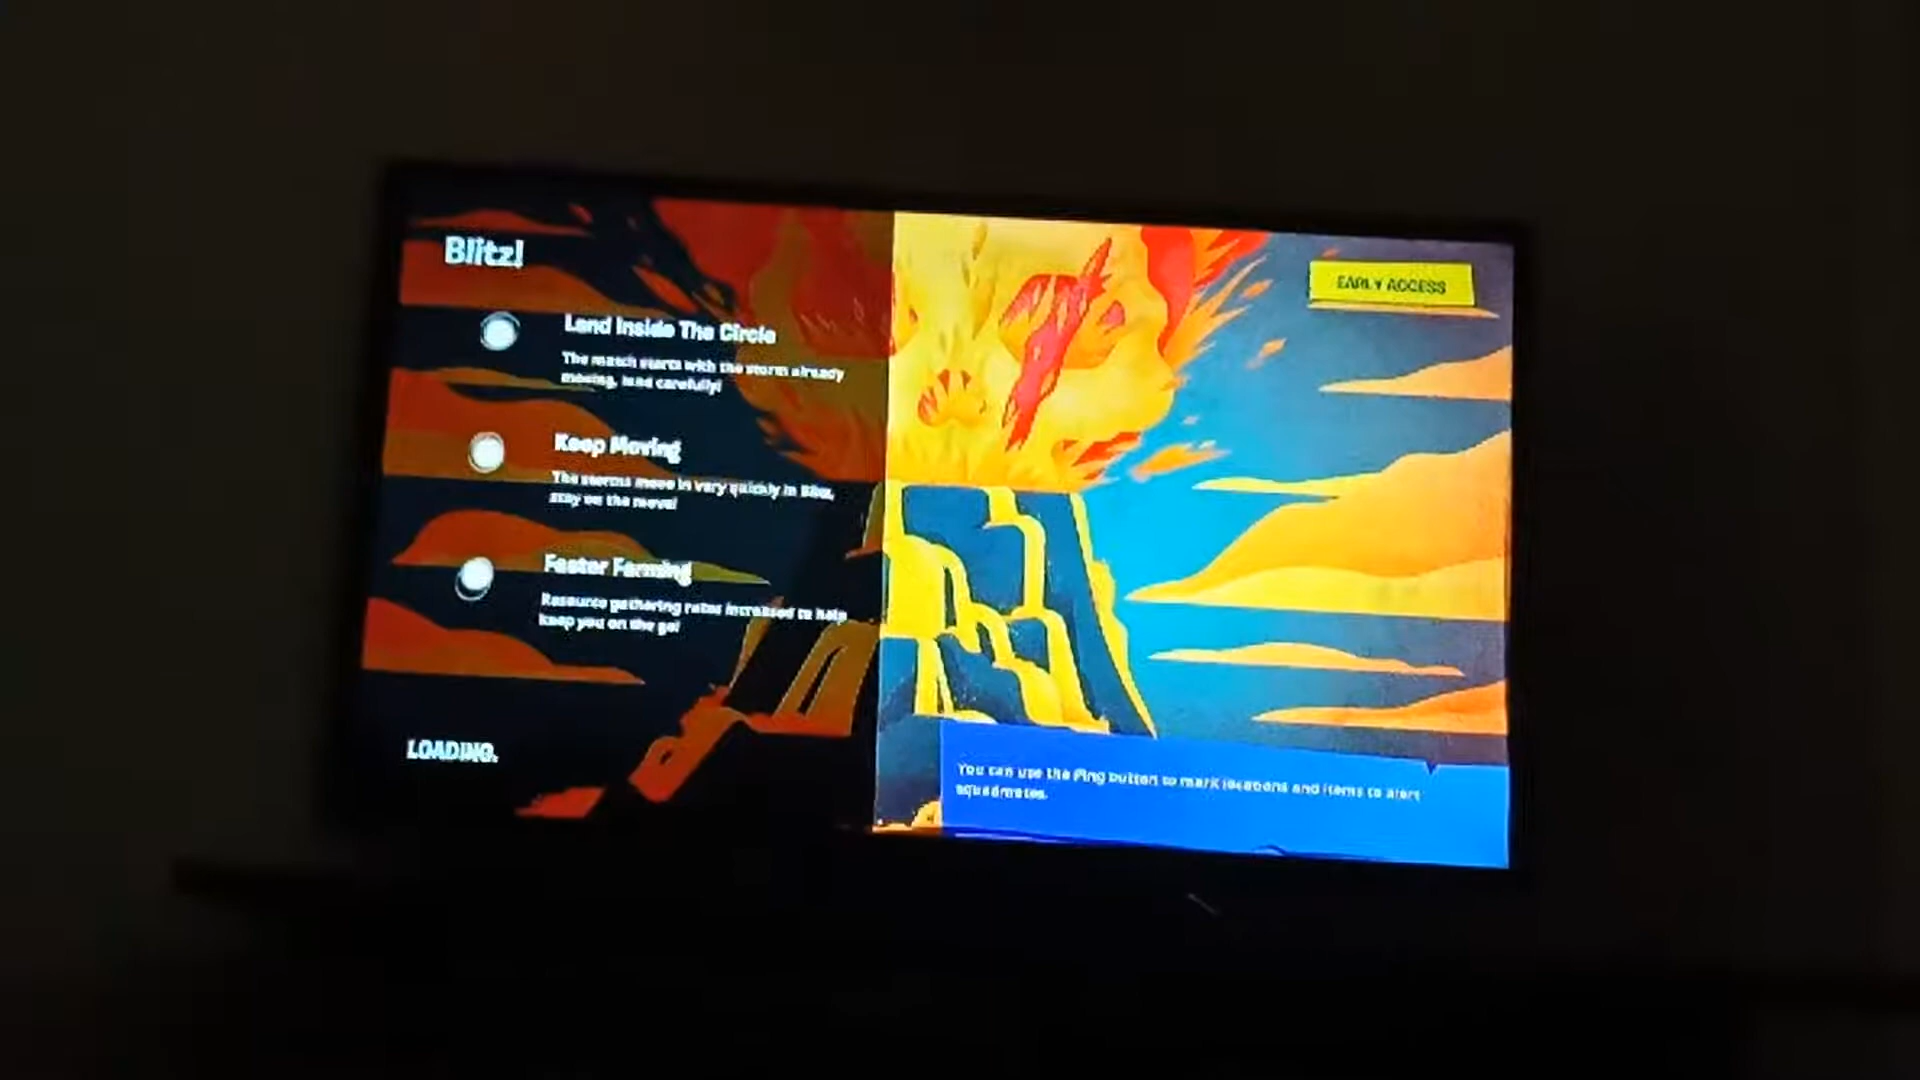 Blitz!
EARLY ACCESS
Land Inside The Circle
The match starts with the storm already
moving, land carefully!
Keep Moving
The storms move in very quickly in Blitz,
stay on the move!
Faster Farming
Resource gathering rates increased to help
keep you on the go!
LOADING.
You can use the Ping button to mark locations and items to alert
squadmates.